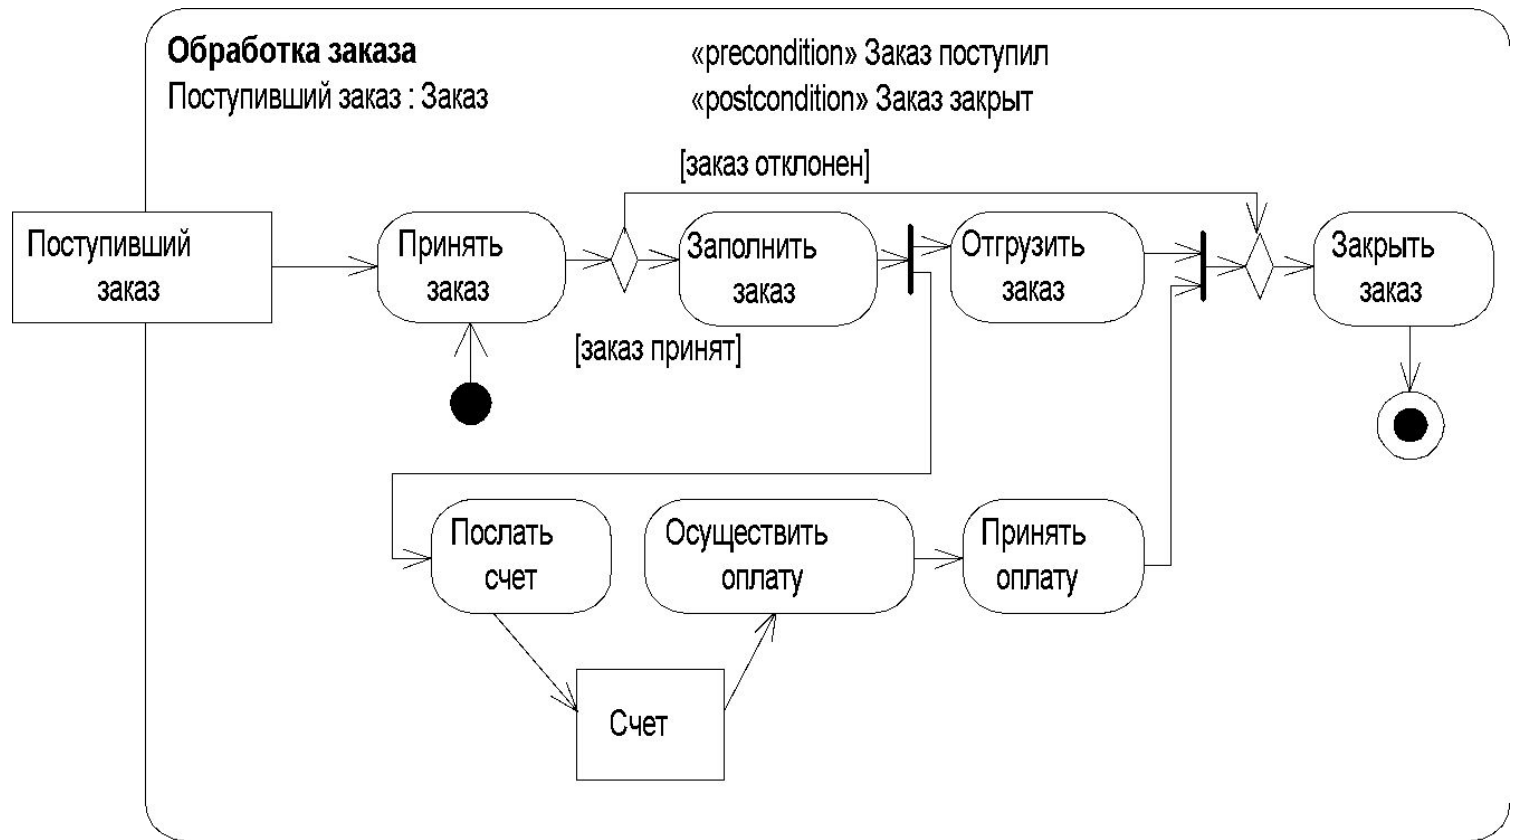 Обработка заказа
Поступивший заказ : Заказ
«precondition» Заказ поступил
«postcondition» Заказ закрыт
[заказ отклонен]
Поступивший
заказ
Принять
заказ
Заполнить
заказ
Отгрузить
заказ
Закрыть
заказ
[заказ принят]
Послать
счет
Осуществить
оплату
Принять
оплату
Счет